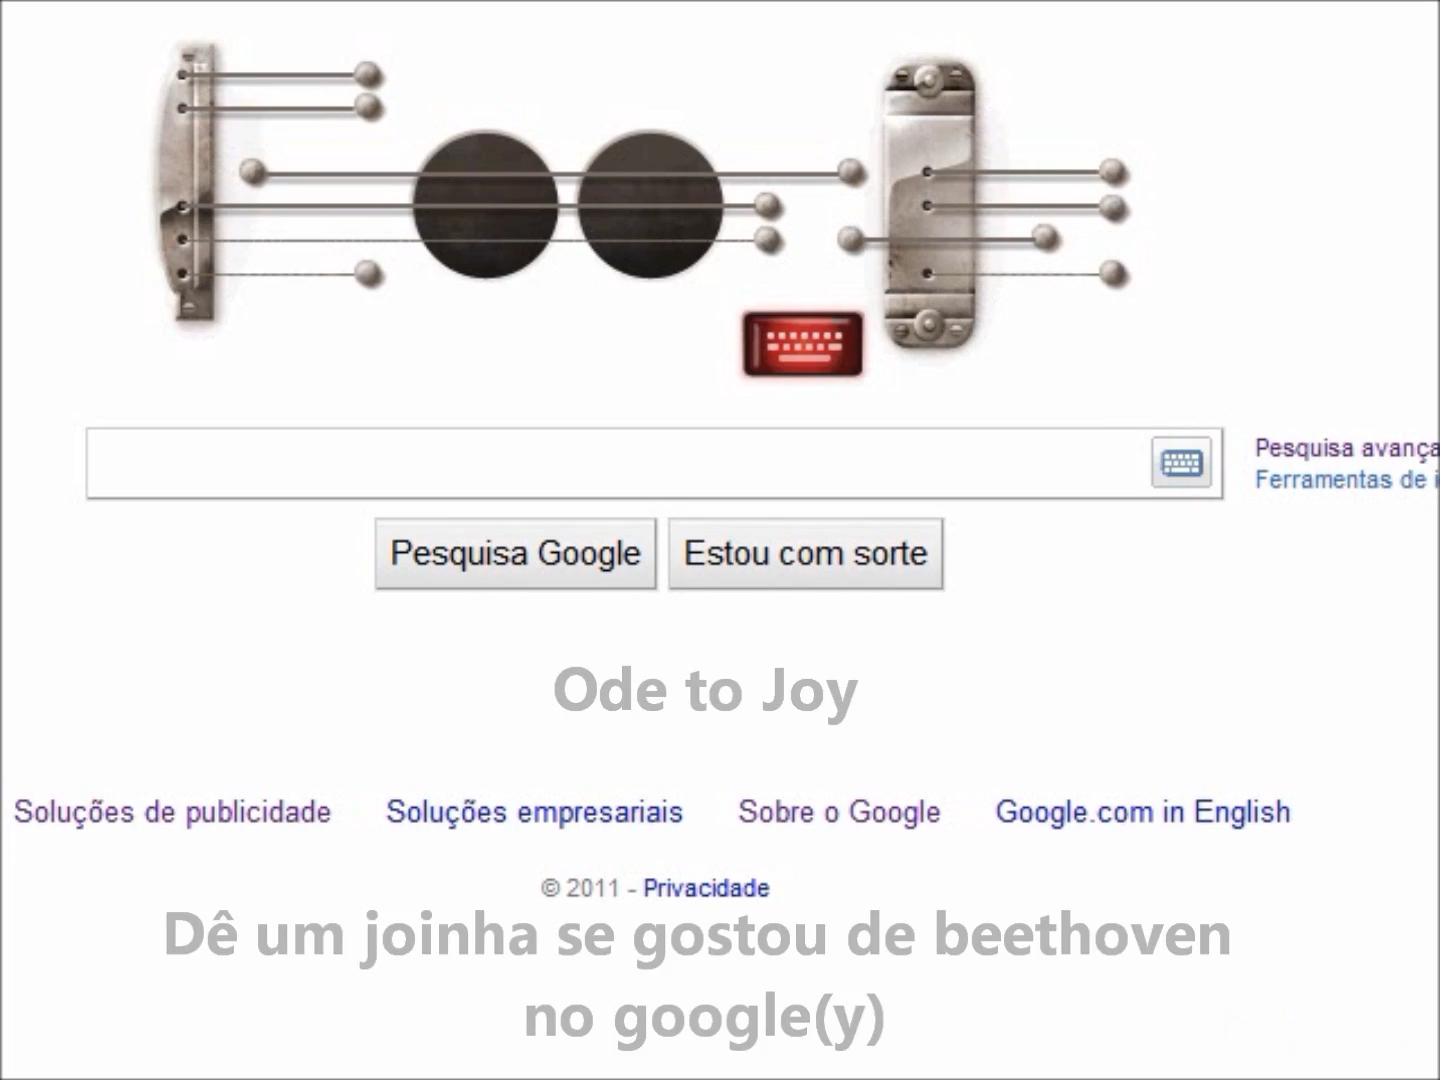 Pesquisa avança
Ferramentas de i
Pesquisa Google
Estou com sorte
Ode to Joy
Soluções de publicidade
Soluções empresariais
Sobre o Google
Google.com in English
© 2011 - Privacidade
Dê um joinha se gostou de beethoven
no google(y)